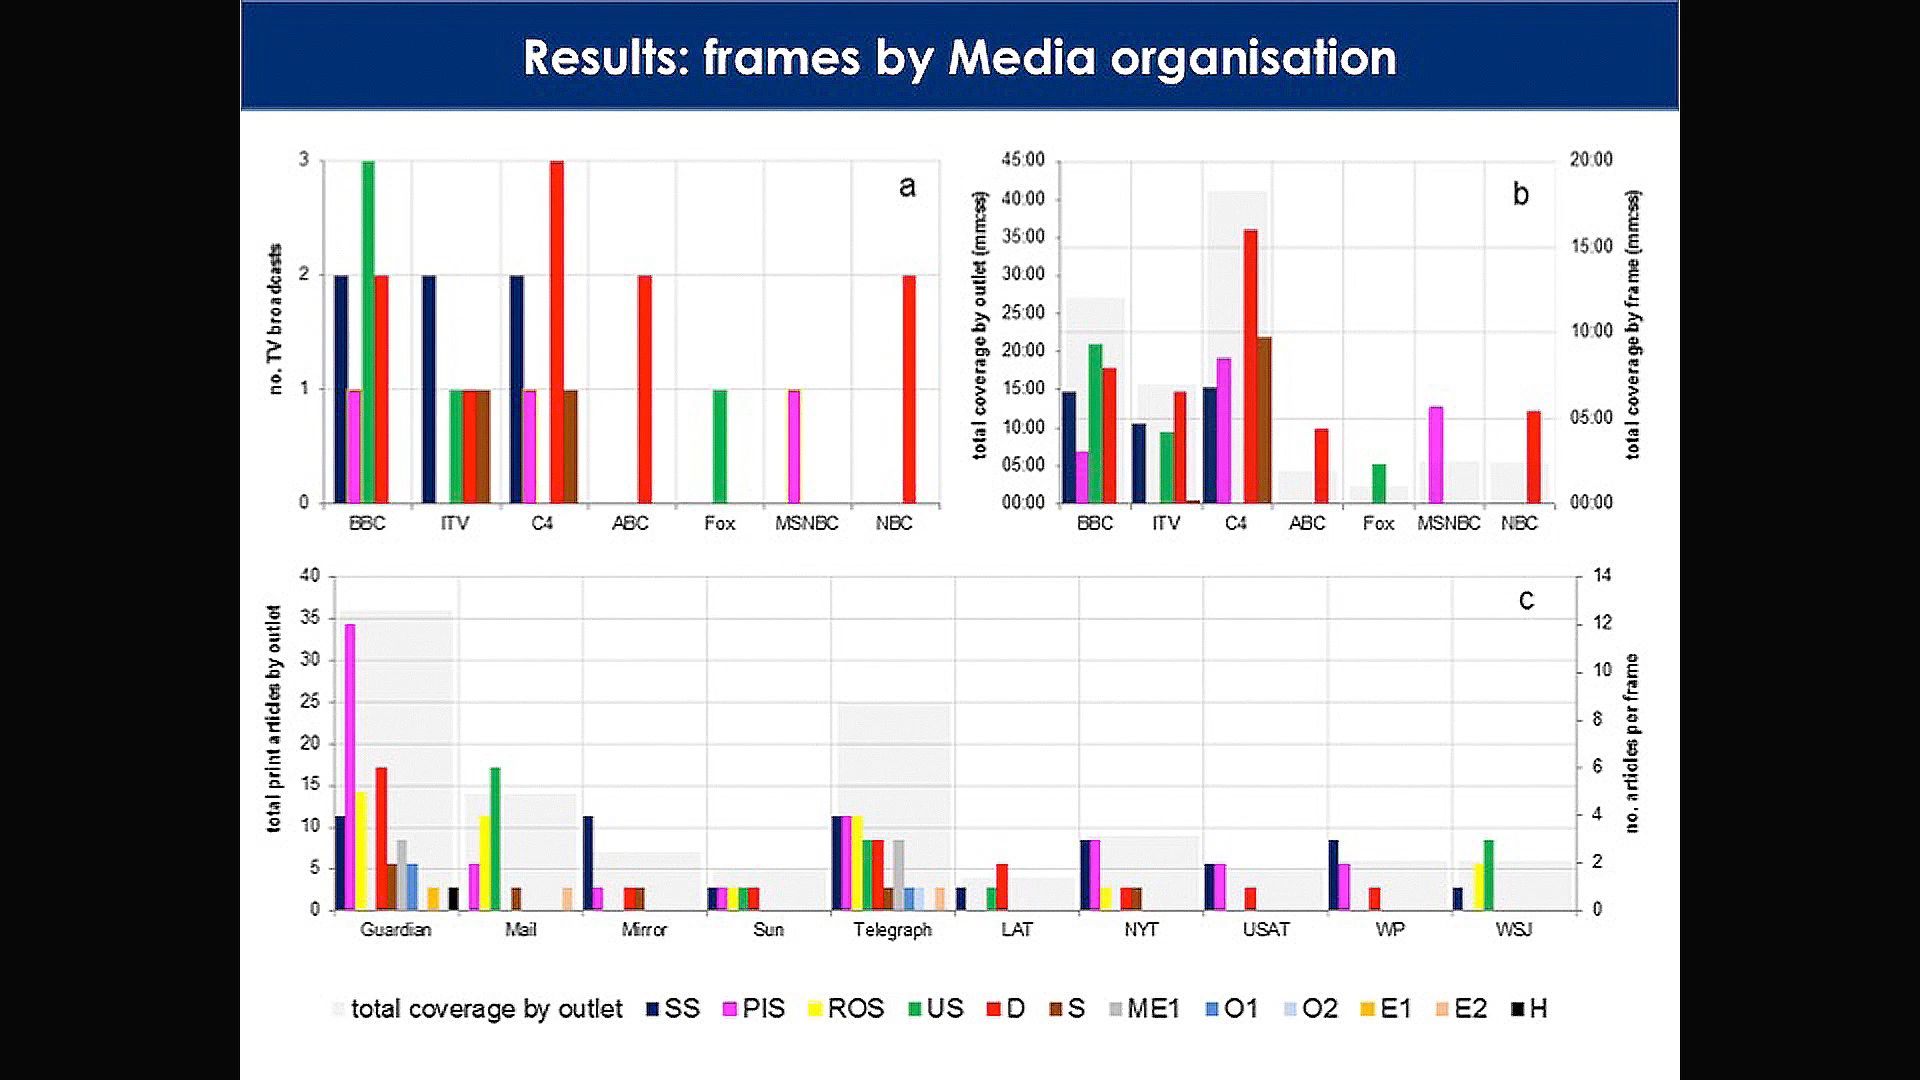 Results: frames by Media organisation
a
no. TV broadcasts
3
2
1
0
BBC ITV C4 ABC Fox MSNBC NBC
b
total coverage by outlet (mm:ss)
45:00
40:00
35:00
30:00
25:00
20:00
15:00
10:00
05:00
00:00
20:00
15:00
10:00
05:00
00:00
total coverage by frame (mm:ss)
BBC ITV C4 ABC Fox MSNBC NBC
c
total print articles by outlet
40
35
30
25
20
15
10
5
0
14
12
10
8
6
4
2
0
no. articles per frame
Guardian Mail Mirror Sun Telegraph LAT NYT USAT WP WSJ
total coverage by outlet SS PIS ROS US D S ME1 O1 O2 E1 E2 H